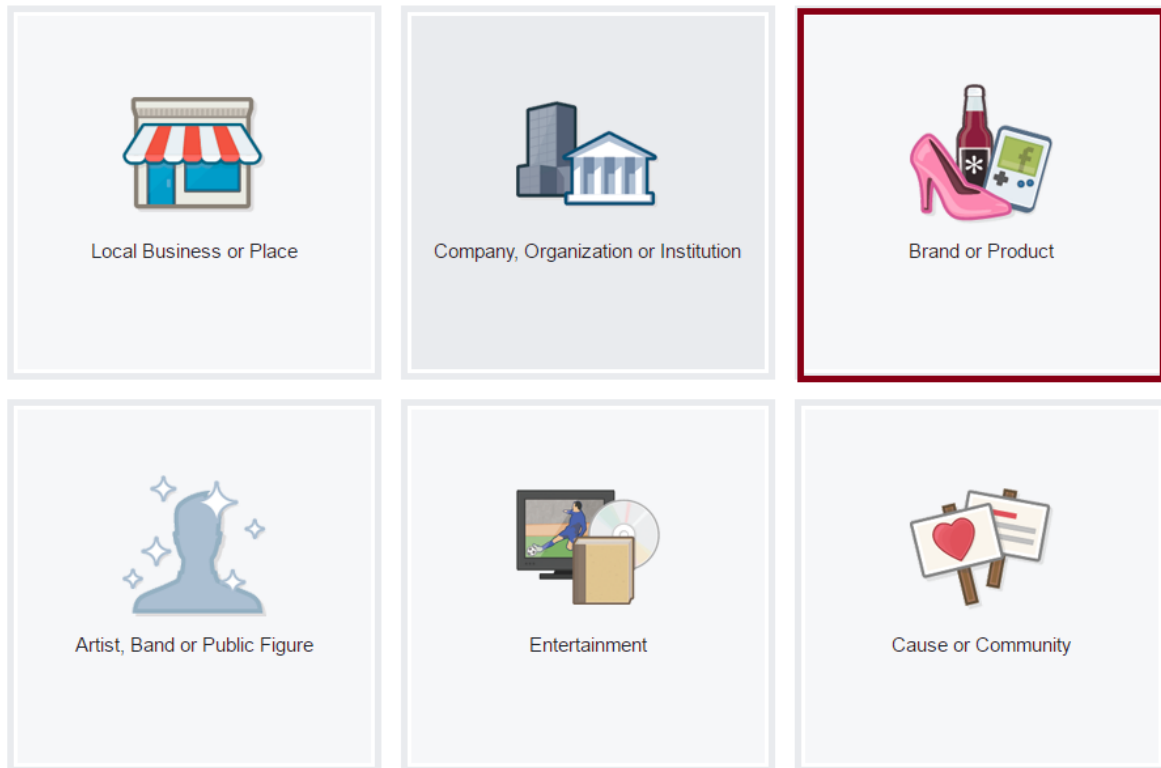 Local Business or Place
Company, Organization or Institution
Brand or Product
Artist, Band or Public Figure
Entertainment
Cause or Community